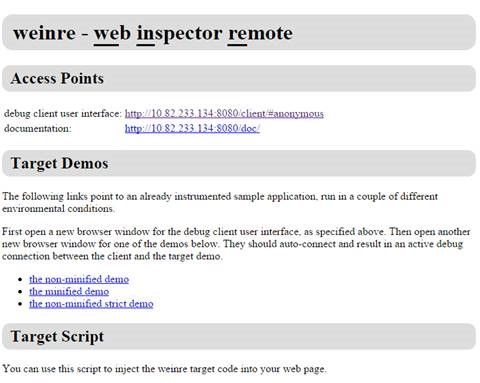 weinre - web inspector remote
Access Points
debug client user interface: http://10.82.233.134:8080/client/#anonymous
documentation: http://10.82.233.134:8080/doc/
Target Demos
The following links point to an already instrumented sample application, run in a couple of different
environmental conditions.
First open a new browser window for the debug client user interface, as specified above. Then open another
new browser window for one of the demos below. They should auto-connect and result in an active debug
connection between the client and the target demo.
• the non-minified demo
• the minified demo
• the non-minified strict demo
Target Script
You can use this script to inject the weinre target code into your web page.